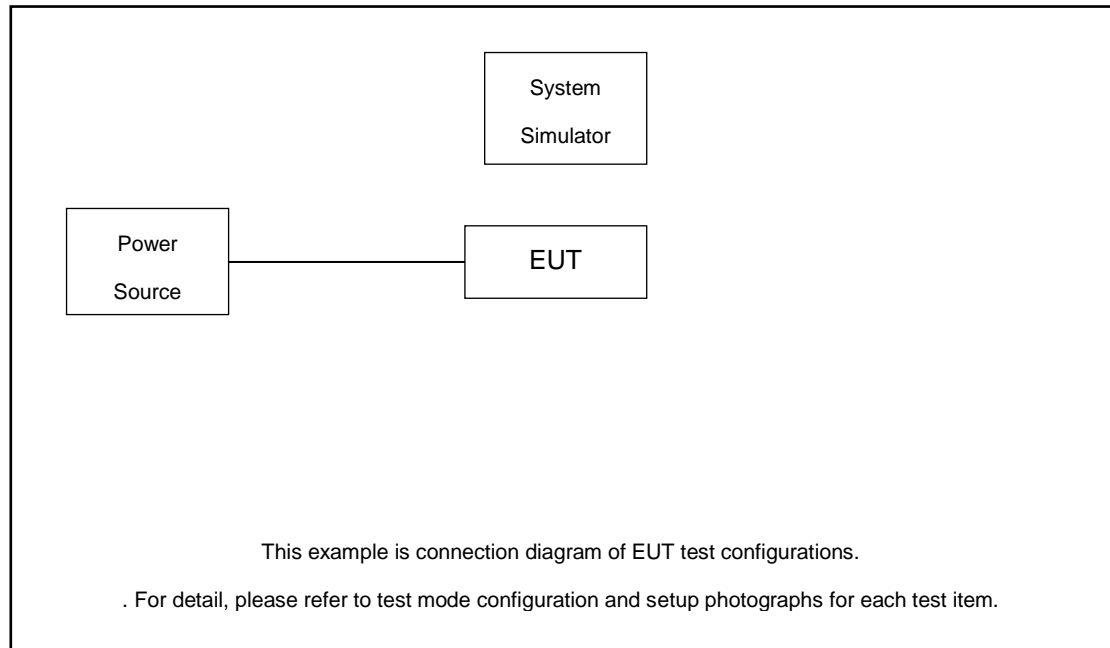 System
Simulator
Power
Source
EUT
This example is connection diagram of EUT test configurations.
. For detail, please refer to test mode configuration and setup photographs for each test item.